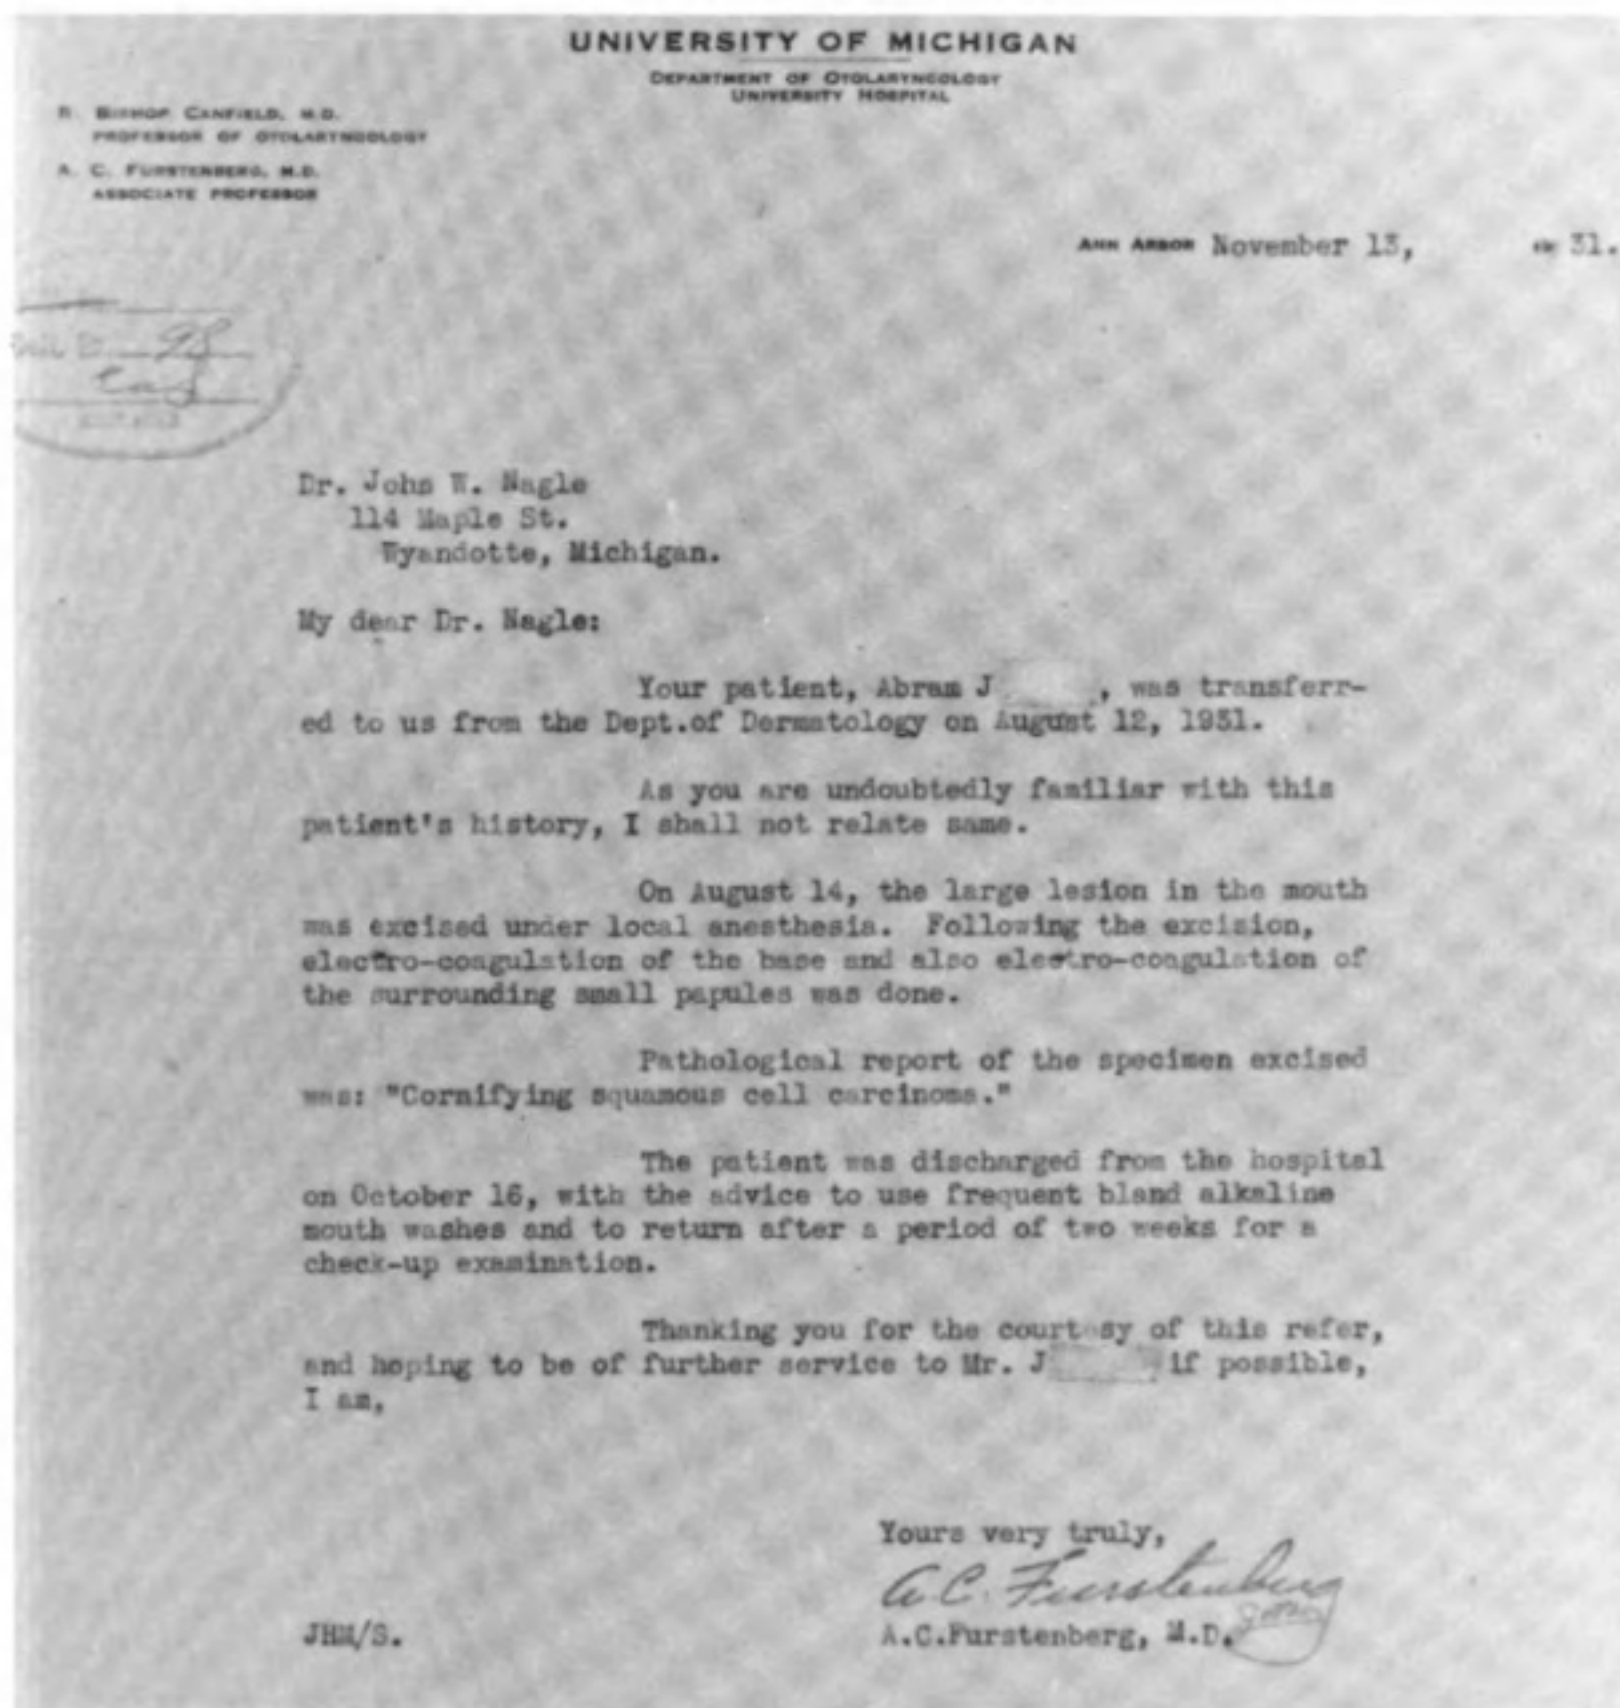 UNIVERSITY OF MICHIGAN
DEPARTMENT OF OTOLARYNGOLOGY
UNIVERSITY HOSPITAL
R. BISHOP CANFIELD, M.D.
PROFESSOR OF OTOLARYNGOLOGY
A. C. FURSTENBERG, M.D.
ASSOCIATE PROFESSOR
ANN ARBOR November 13, 31.
98
Dr. John W. Nagle
114 Maple St.
Wyandotte, Michigan.
My dear Dr. Nagle:
Your patient, Abram J , was transferr-
ed to us from the Dept.of Dermatology on August 12, 1931.
As you are undoubtedly familiar with this
patient's history, I shall not relate same.
On August 14, the large lesion in the mouth
was excised under local anesthesia. Following the excision,
electro-coagulation of the base and also electro-coagulation of
the surrounding small papules was done.
Pathological report of the specimen excised
was: "Cornifying squamous cell carcinoma."
The patient was discharged from the hospital
on October 16, with the advice to use frequent bland alkaline
mouth washes and to return after a period of two weeks for a
check-up examination.
Thanking you for the courtesy of this refer,
and hoping to be of further service to Mr. J if possible,
I am,
Yours very truly,
A. C. Furstenberg
JHM/S. A.C.Furstenberg, M.D.